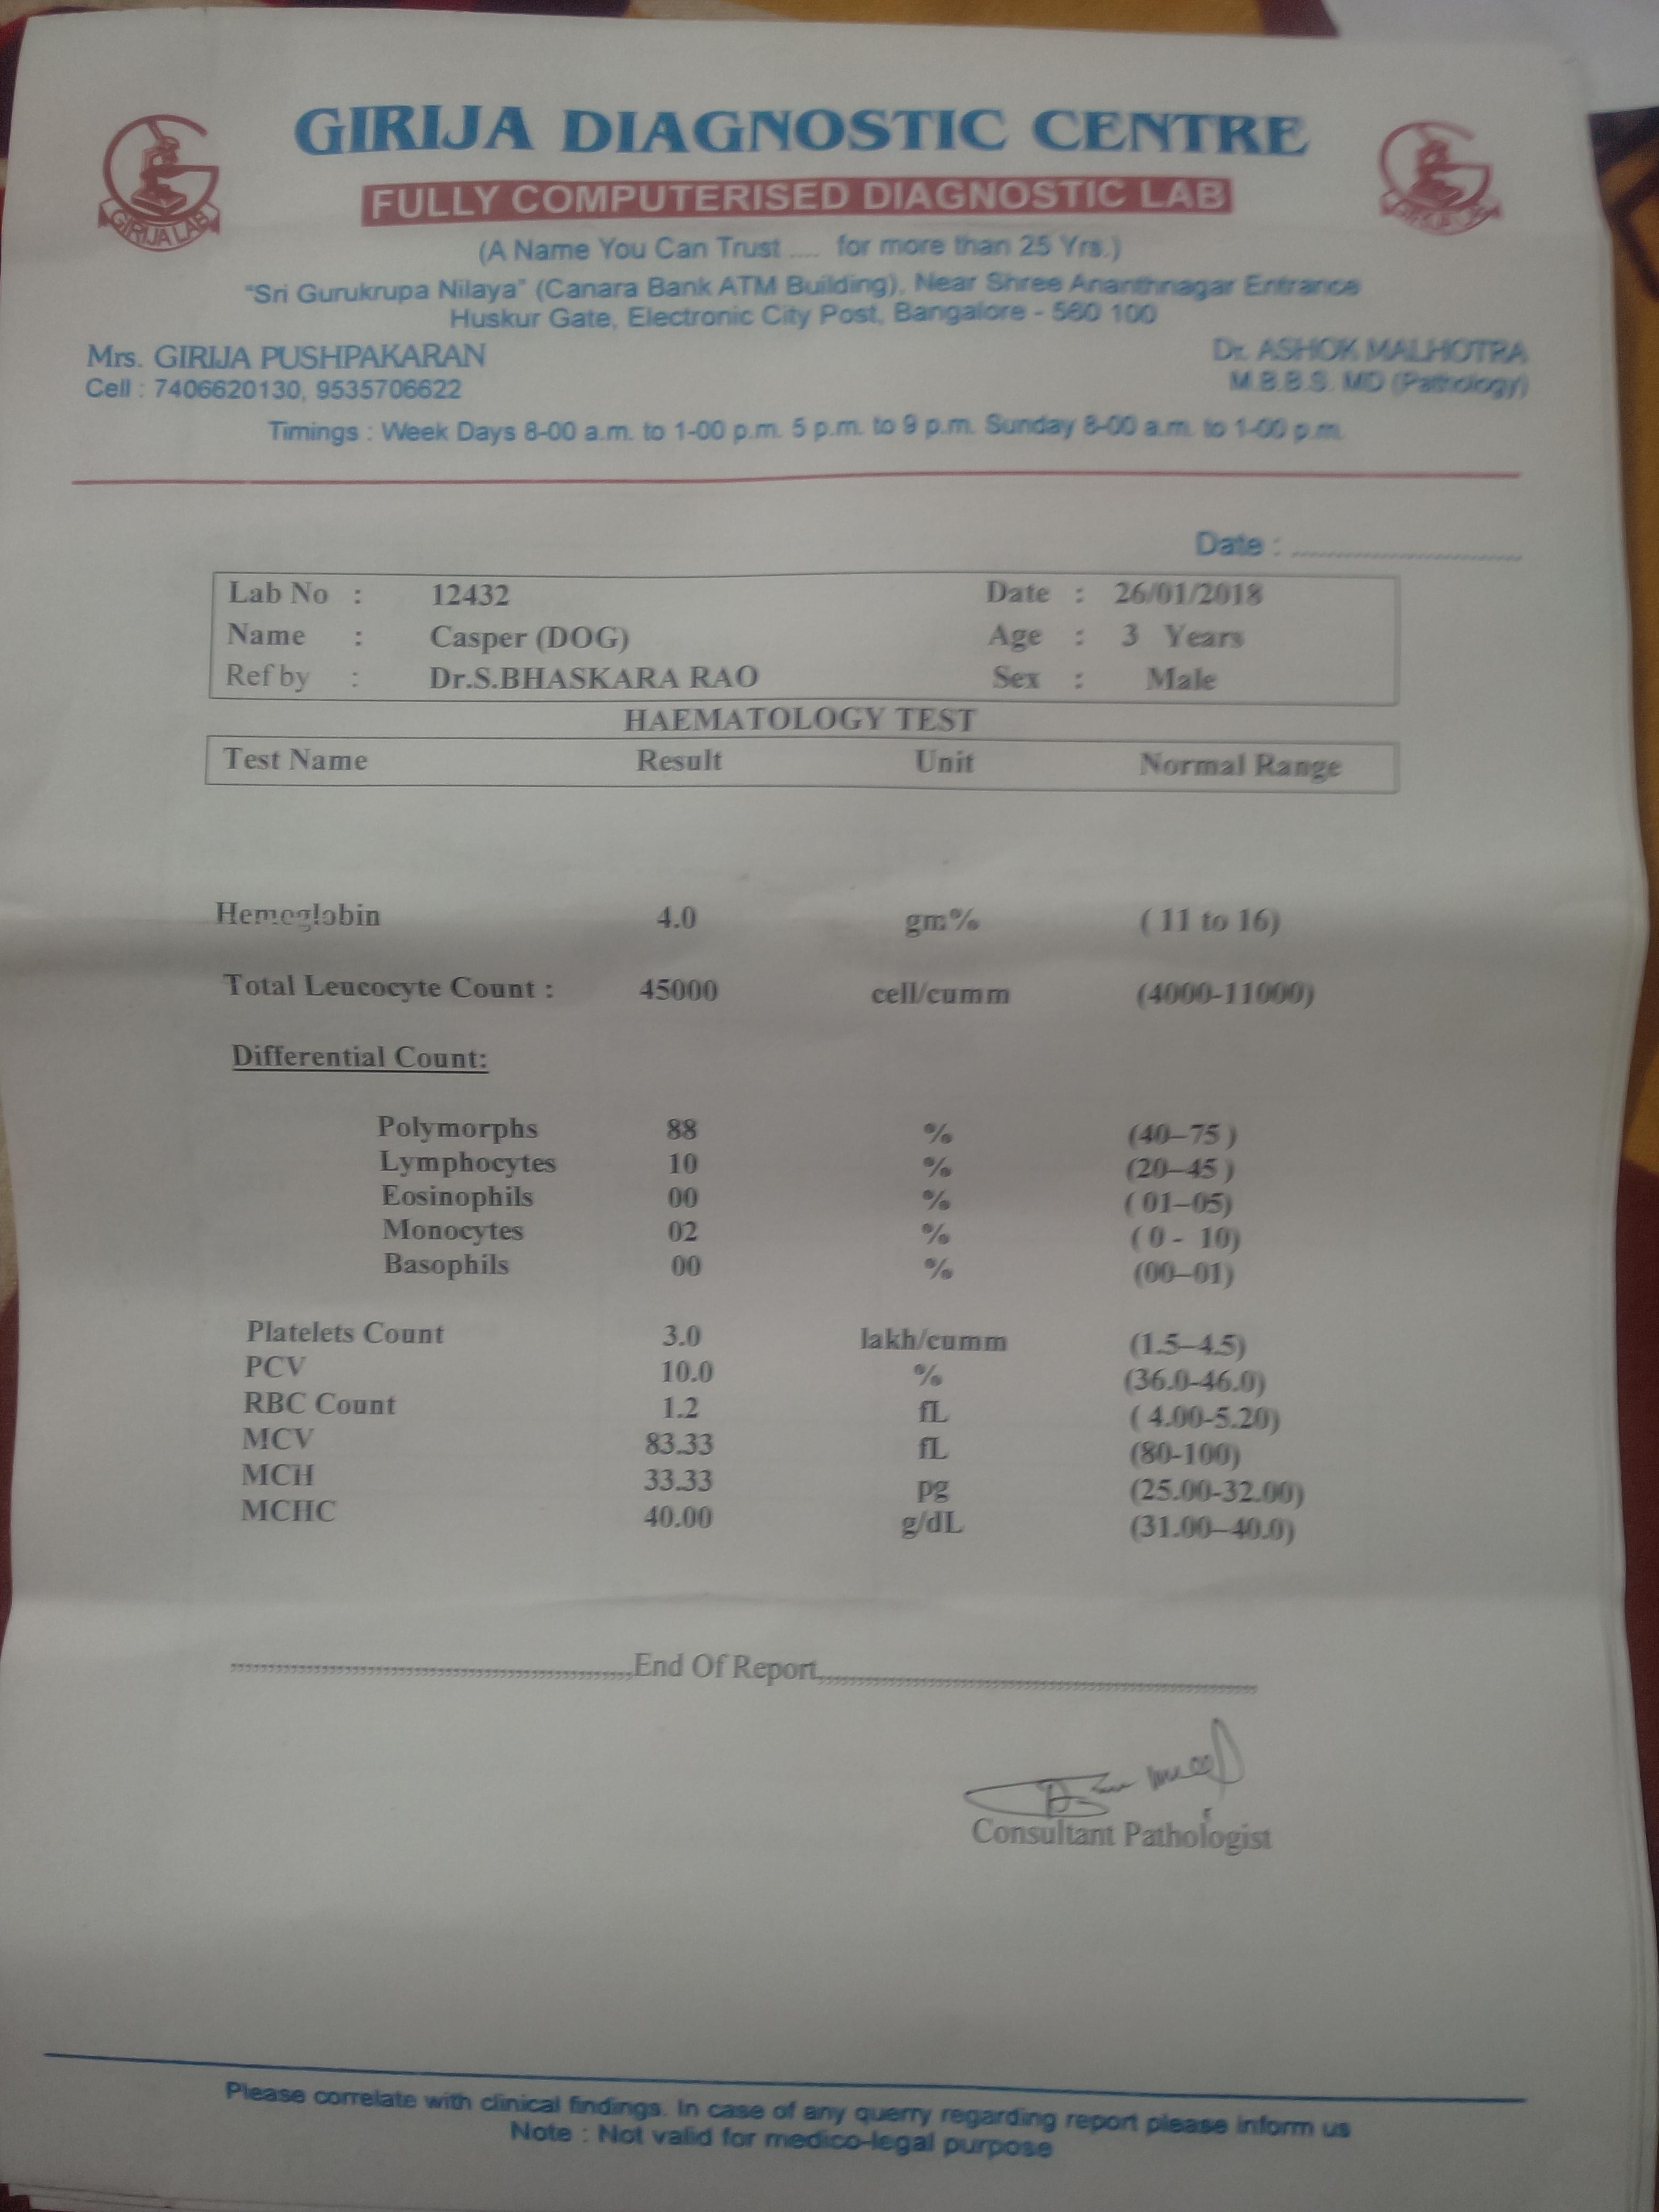 GIRIJA DIAGNOSTIC CENTRE
FULLY COMPUTERISED DIAGNOSTIC LAB
GIRIJA LAB
(A Name You Can Trust .... for more than 25 Yrs.)
"Sri Gurukrupa Nilaya" (Canara Bank ATM Building), Near Shree Ananthnagar Entrance
Huskur Gate, Electronic City Post, Bangalore - 560 100
Mrs. GIRIJA PUSHPAKARAN Dr. ASHOK MALHOTRA
Cell : 7406620130, 9535706622 M.B.B.S. MD (Pathology)
Timings : Week Days 8-00 a.m. to 1-00 p.m. 5 p.m. to 9 p.m. Sunday 8-00 a.m. to 1-00 p.m.
Date :
Lab No : 12432 Date : 26/01/2018
Name : Casper (DOG) Age : 3 Years
Ref by : Dr.S.BHASKARA RAO Sex : Male
HAEMATOLOGY TEST
Test Name Result Unit Normal Range
Hemoglobin 4.0 gm% ( 11 to 16)
Total Leucocyte Count : 45000 cell/cumm (4000-11000)
Differential Count:
Polymorphs 88 % (40–75 )
Lymphocytes 10 % (20–45 )
Eosinophils 00 % ( 01–05)
Monocytes 02 % ( 0 - 10)
Basophils 00 % (00–01)
Platelets Count 3.0 lakh/cumm (1.5–4.5)
PCV 10.0 % (36.0-46.0)
RBC Count 1.2 fL ( 4.00-5.20)
MCV 83.33 fL (80-100)
MCH 33.33 pg (25.00-32.00)
MCHC 40.00 g/dL (31.00–40.0)
End Of Report
Consultant Pathologist
Please correlate with clinical findings. In case of any querry regarding report please inform us
Note : Not valid for medico-legal purpose